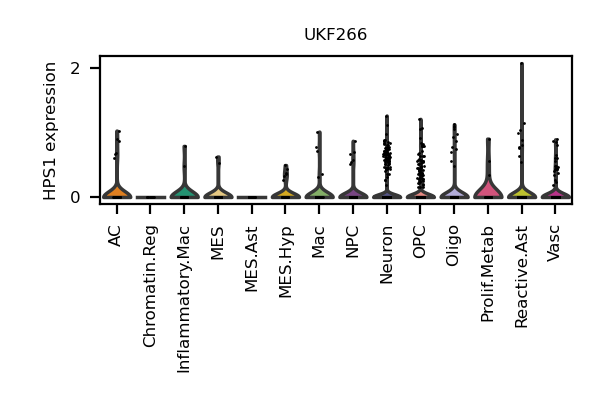 UKF266
HPS1 expression
2
0
AC
Chromatin.Reg
Inflammatory.Mac
MES
MES.Ast
MES.Hyp
Mac
NPC
Neuron
OPC
Oligo
Prolif.Metab
Reactive.Ast
Vasc